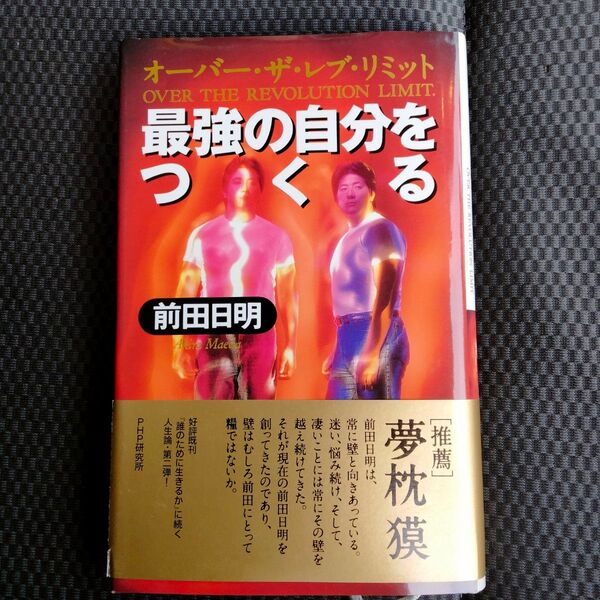 オーバー・ザ・レブ・リミット
OVER THE REVOLUTION LIMIT.
最強の自分を
つくる
前田日明
Akira Maeda
[推薦]
夢枕獏
前田日明は、
常に壁と向きあっている。
迷い、悩み続け、そして、
凄いことには常にその壁を
越え続けてきた。
それが現在の前田日明を
創ってきたのであり、
壁はむしろ前田にとって
糧ではないか。
好評既刊
『誰のために生きるか』に続く
人生論・第二弾!
PHP研究所
OVER THE REVOLUTION LIMIT